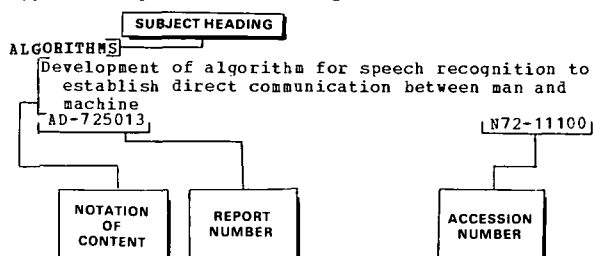 SUBJECT HEADING
ALGORITHMS
Development of algorithm for speech recognition to
establish direct communication between man and
machine
AD-725013 N72-11100
NOTATION
OF
CONTENT
REPORT
NUMBER
ACCESSION
NUMBER